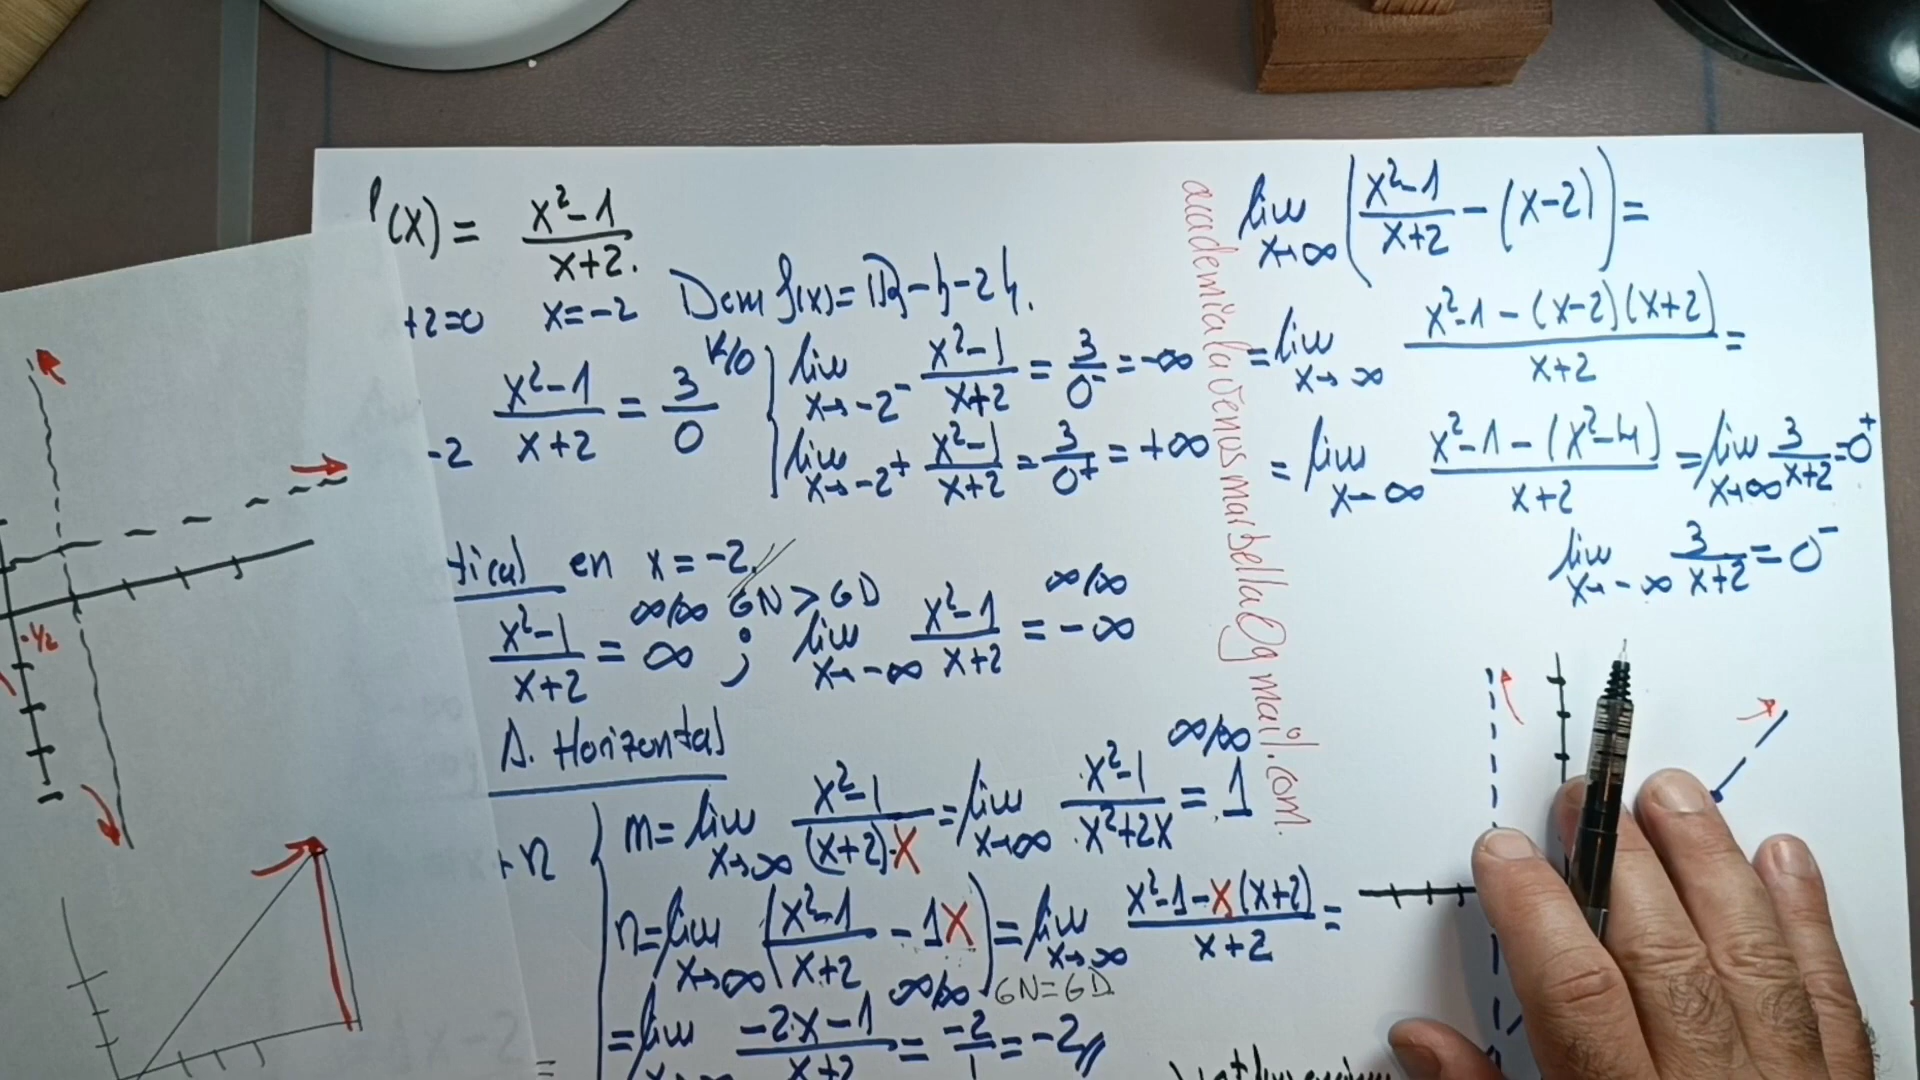 (x) = x²-1 / x+2.
+2=0 x=-2 Dom f(x)=ℝ-{-2}.
-2 x²-1 / x+2 = 3/0 k/0
lim x→-2⁻ x²-1 / x+2 = 3/0⁻ = -∞
lim x→-2⁺ x²-1 / x+2 = 3/0⁺ = +∞
tical en x=-2.
∞/∞ GN>GD ∞/∞
x²-1 / x+2 = ∞ ; lim x→-∞ x²-1 / x+2 = -∞
A. Horizontal
∞/∞
m=lim x→∞ x²-1 / (x+2)·x = lim x→∞ x²-1 / x²+2x = 1
+n
n=lim x→∞ (x²-1 / x+2 - 1x) = lim x→∞ x²-1-x(x+2) / x+2 =
∞/∞ GN=GD
=lim x→∞ -2x-1 / x+2 = -2/1 = -2
=
academialavenusmarbella@gmail.com.
lim x→∞ (x²-1 / x+2 - (x-2)) =
=lim x→∞ x²-1-(x-2)(x+2) / x+2 =
=lim x→∞ x²-1-(x²-4) / x+2 = lim x→∞ 3 / x+2 = 0⁺
lim x→-∞ 3 / x+2 = 0⁻
-1/2